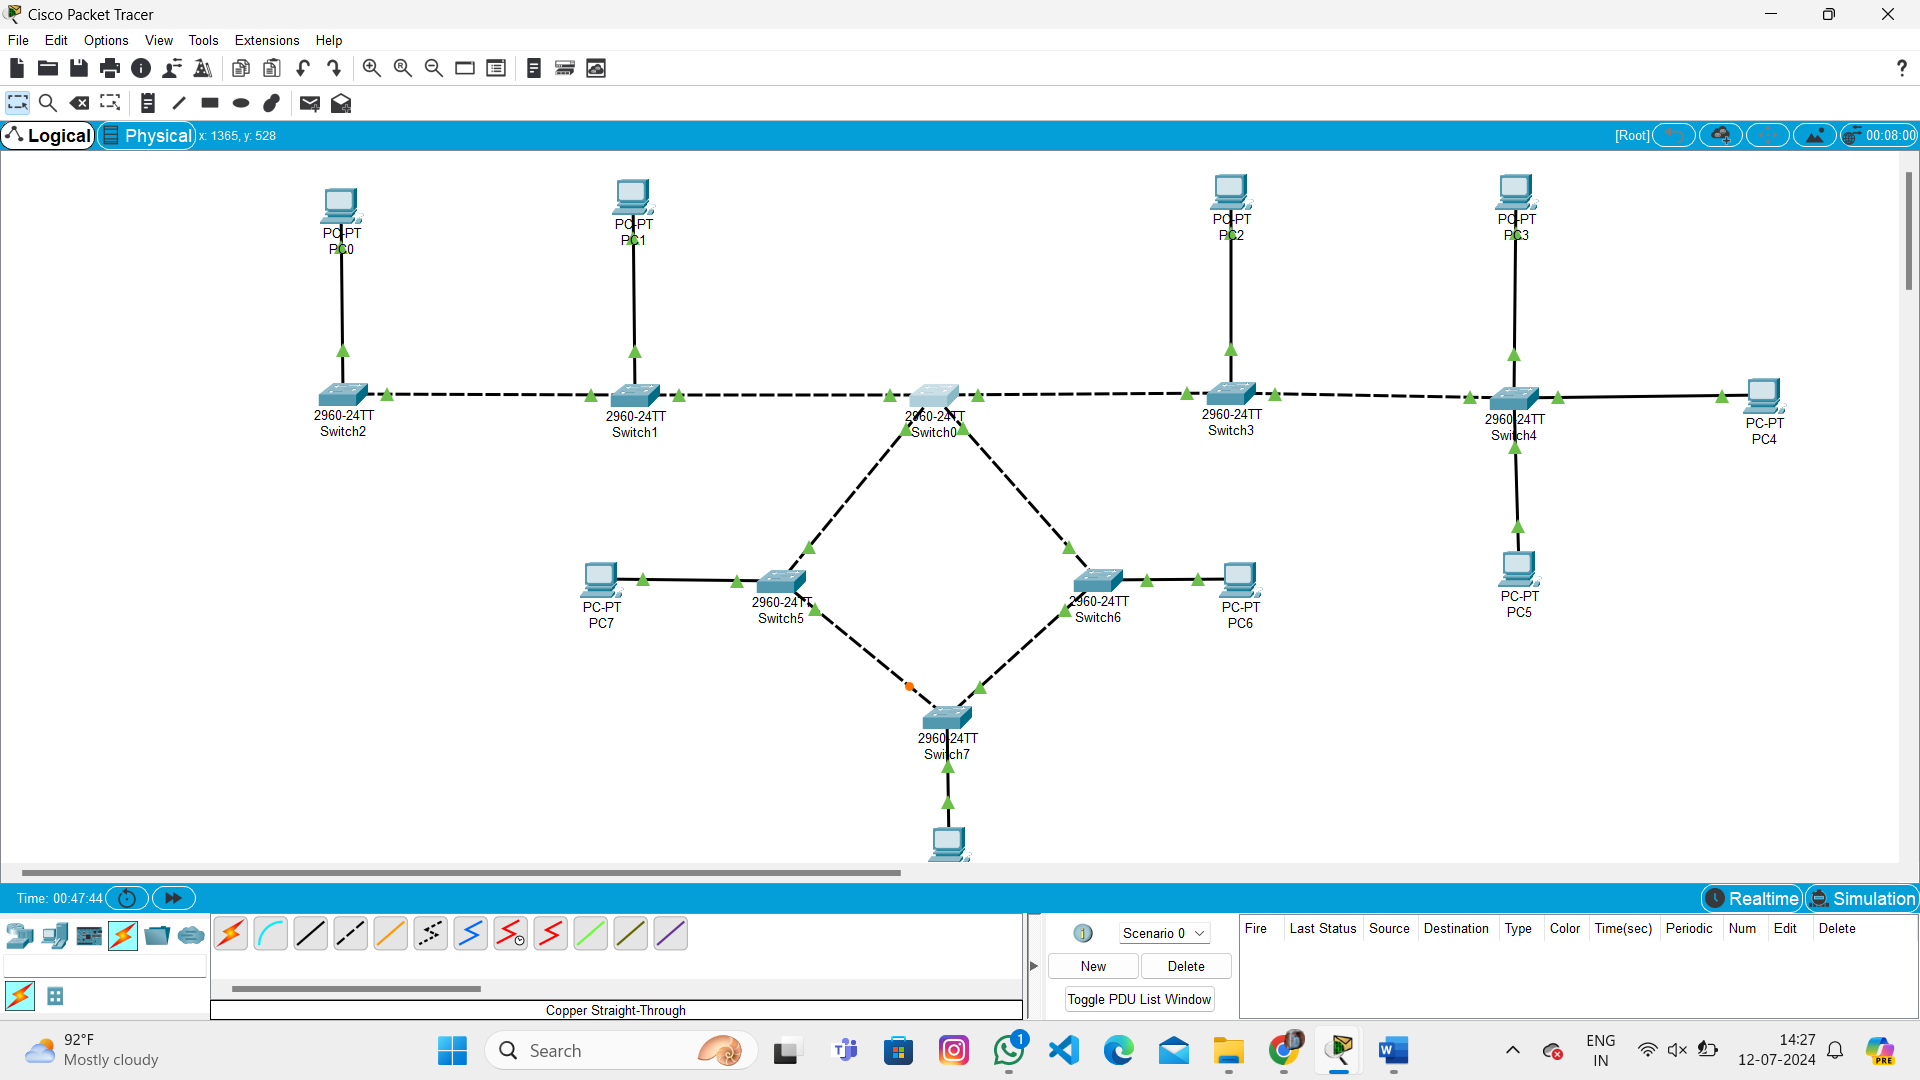 Cisco Packet Tracer
File Edit Options View Tools Extensions Help
?
Logical Physical x: 1365, y: 528 [Root] 00:08:00
PC-PT
PC0
PC-PT
PC1
PC-PT
PC2
PC-PT
PC3
2960-24TT
Switch2
2960-24TT
Switch1
2960-24TT
Switch0
2960-24TT
Switch3
2960-24TT
Switch4
PC-PT
PC4
PC-PT
PC7
2960-24TT
Switch5
2960-24TT
Switch6
PC-PT
PC6
PC-PT
PC5
2960-24TT
Switch7
Time: 00:47:44 Realtime Simulation
Scenario 0
New Delete
Toggle PDU List Window
Fire Last Status Source Destination Type Color Time(sec) Periodic Num Edit Delete
Copper Straight-Through
92°F
Mostly cloudy
Search
1
ENG
IN
14:27
12-07-2024
PRE